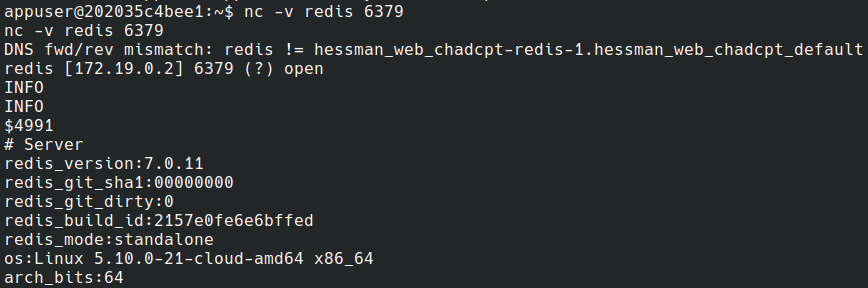 appuser@202035c4bee1:~$ nc -v redis 6379
nc -v redis 6379
DNS fwd/rev mismatch: redis != hessman_web_chadcpt-redis-1.hessman_web_chadcpt_default
redis [172.19.0.2] 6379 (?) open
INFO
INFO
$4991
# Server
redis_version:7.0.11
redis_git_sha1:00000000
redis_git_dirty:0
redis_build_id:2157e0fe6e6bffed
redis_mode:standalone
os:Linux 5.10.0-21-cloud-amd64 x86_64
arch_bits:64